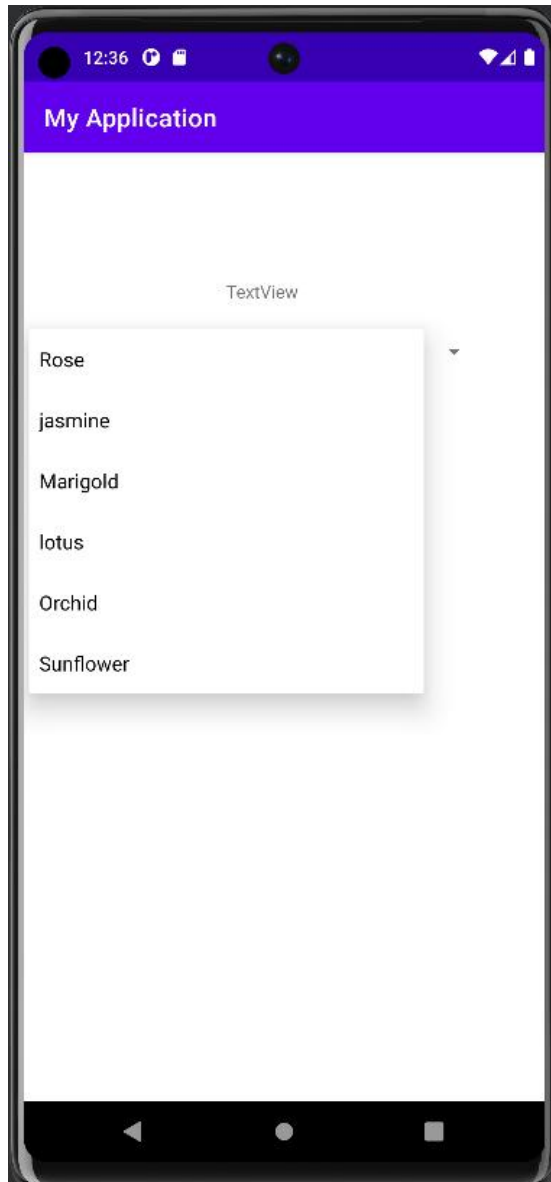 12:36
My Application
TextView
Rose
jasmine
Marigold
lotus
Orchid
Sunflower